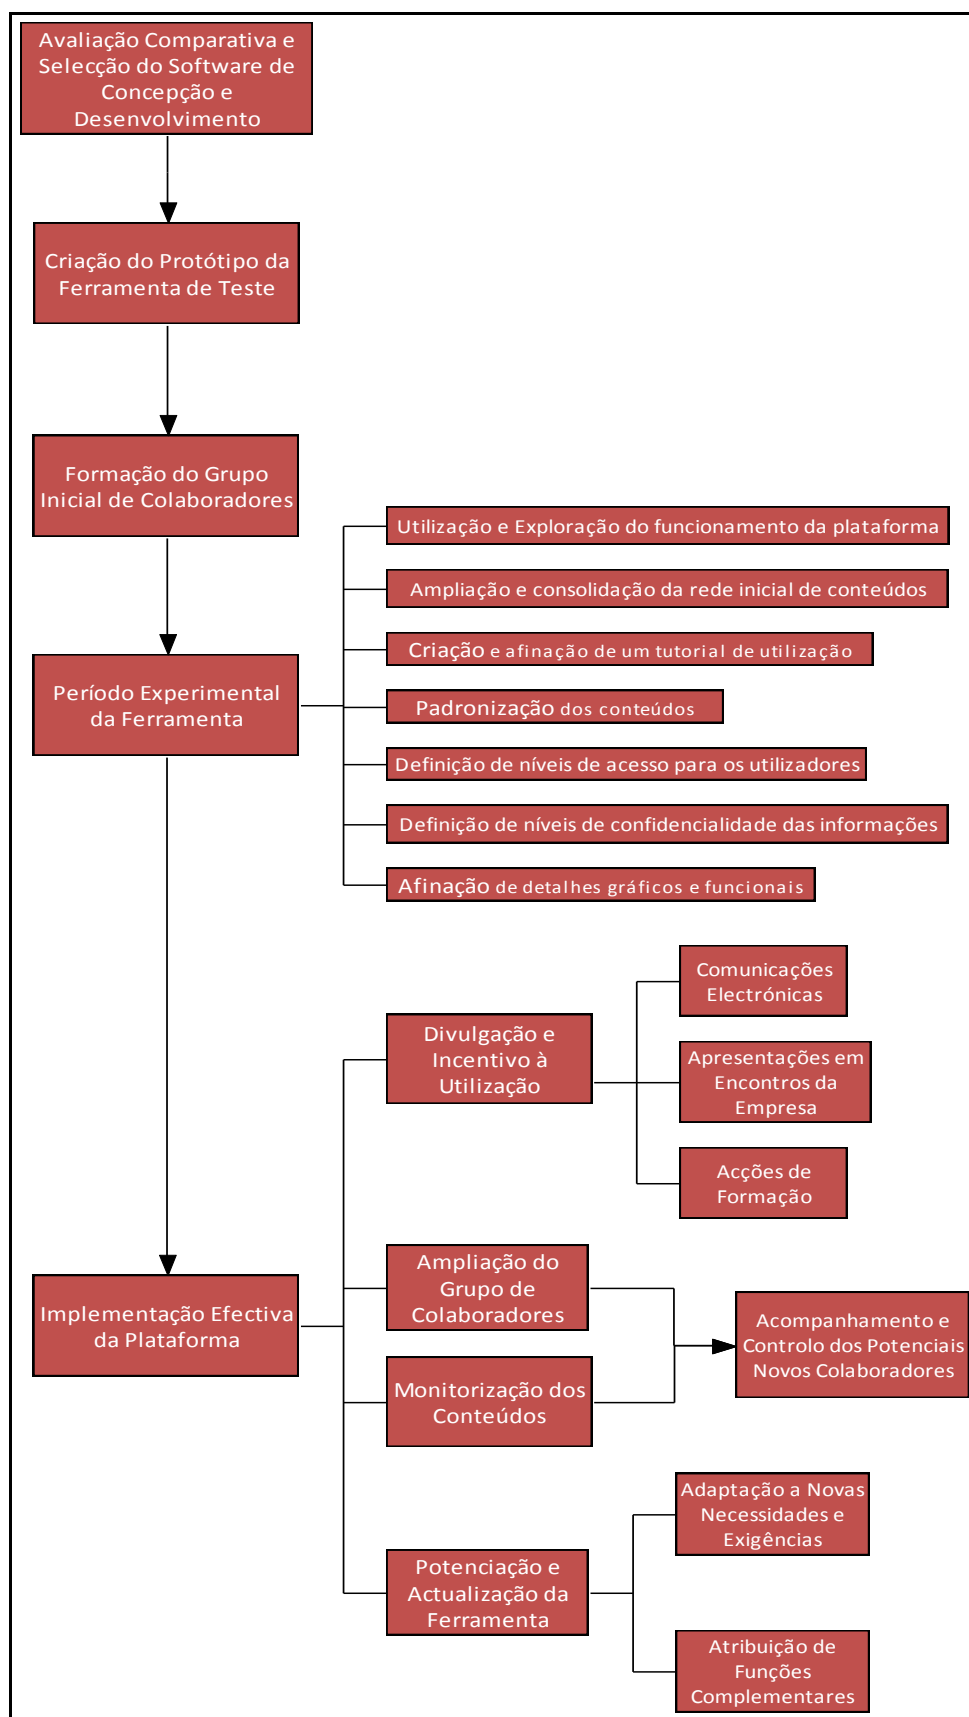 Avaliação Comparativa e
Selecção do Software de
Concepção e
Desenvolvimento
Criação do Protótipo da
Ferramenta de Teste
Formação do Grupo
Inicial de Colaboradores
Período Experimental
da Ferramenta
Utilização e Exploração do funcionamento da plataforma
Ampliação e consolidação da rede inicial de conteúdos
Criação e afinação de um tutorial de utilização
Padronização dos conteúdos
Definição de níveis de acesso para os utilizadores
Definição de níveis de confidencialidade das informações
Afinação de detalhes gráficos e funcionais
Implementação Efectiva
da Plataforma
Divulgação e
Incentivo à
Utilização
Comunicações
Electrónicas
Apresentações em
Encontros da
Empresa
Acções de
Formação
Ampliação do
Grupo de
Colaboradores
Monitorização dos
Conteúdos
Acompanhamento e
Controlo dos Potenciais
Novos Colaboradores
Potenciação e
Actualização da
Ferramenta
Adaptação a Novas
Necessidades e
Exigências
Atribuição de
Funções
Complementares